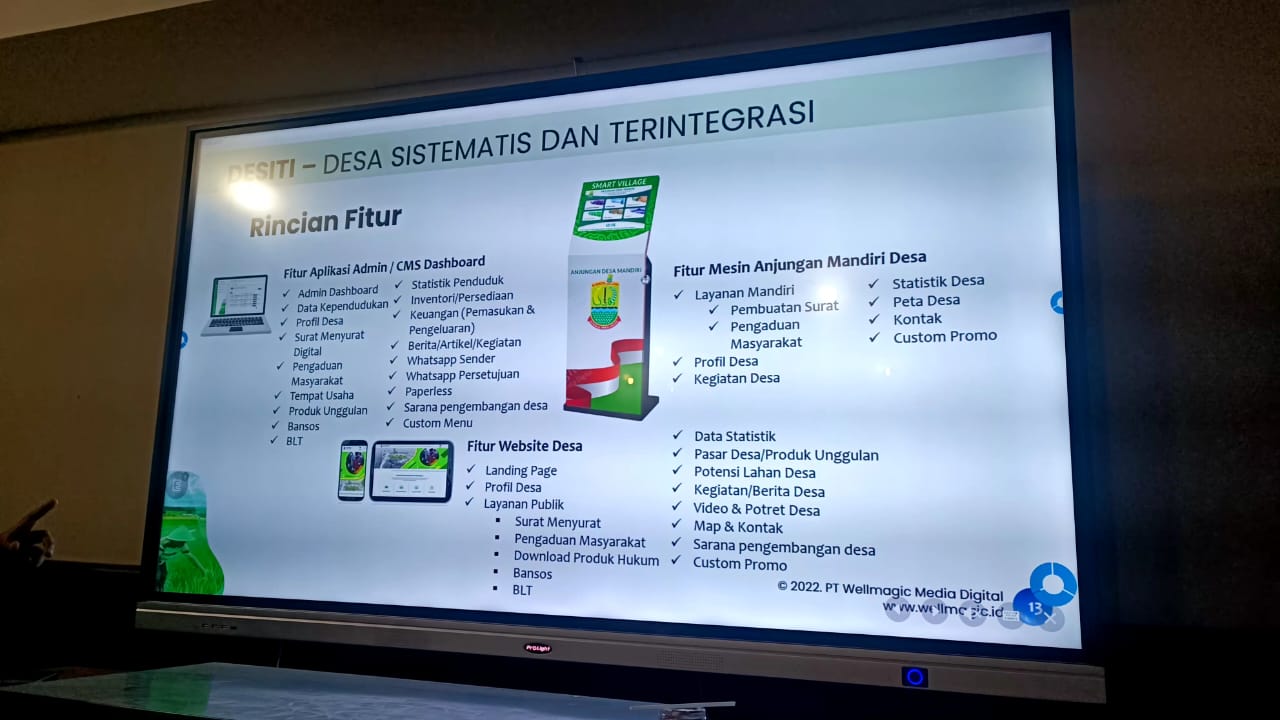 DESITI – DESA SISTEMATIS DAN TERINTEGRASI
Rincian Fitur
Fitur Aplikasi Admin / CMS Dashboard
Admin Dashboard
Data Kependudukan
Profil Desa
Surat Menyurat
Digital
Pengaduan
Masyarakat
Tempat Usaha
Produk Unggulan
Bansos
BLT
Statistik Penduduk
Inventori/Persediaan
Keuangan (Pemasukan &
Pengeluaran)
Berita/Artikel/Kegiatan
Whatsapp Sender
Whatsapp Persetujuan
Paperless
Sarana pengembangan desa
Custom Menu
SMART VILLAGE
ANJUNGAN DESA MANDIRI
Fitur Mesin Anjungan Mandiri Desa
Layanan Mandiri
Pembuatan Surat
Pengaduan
Masyarakat
Profil Desa
Kegiatan Desa
Statistik Desa
Peta Desa
Kontak
Custom Promo
Fitur Website Desa
Landing Page
Profil Desa
Layanan Publik
Surat Menyurat
Pengaduan Masyarakat
Download Produk Hukum
Bansos
BLT
Data Statistik
Pasar Desa/Produk Unggulan
Potensi Lahan Desa
Kegiatan/Berita Desa
Video & Potret Desa
Map & Kontak
Sarana pengembangan desa
Custom Promo
© 2022. PT Wellmagic Media Digital
www.wellmagic.id
13
ProLight